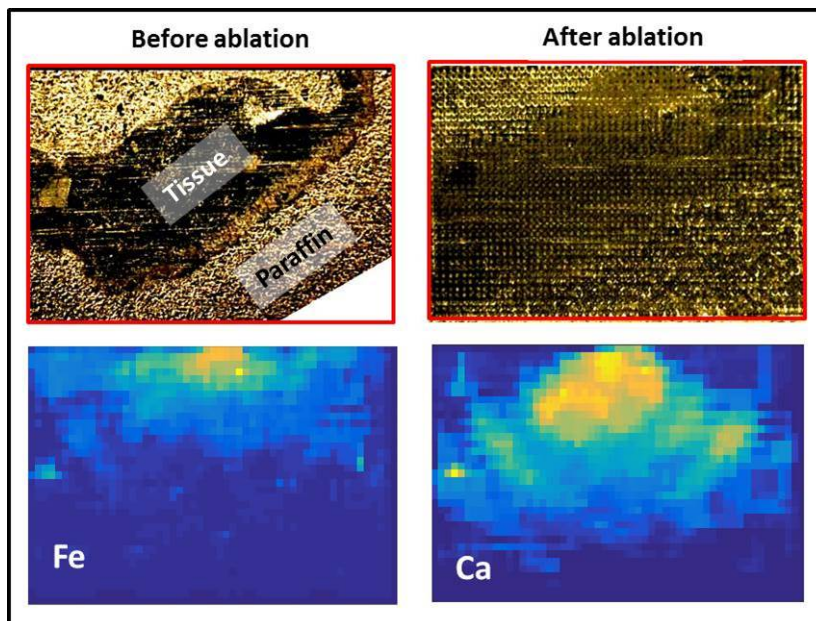 Before ablation
After ablation
Tissue
Paraffin
Fe
Ca